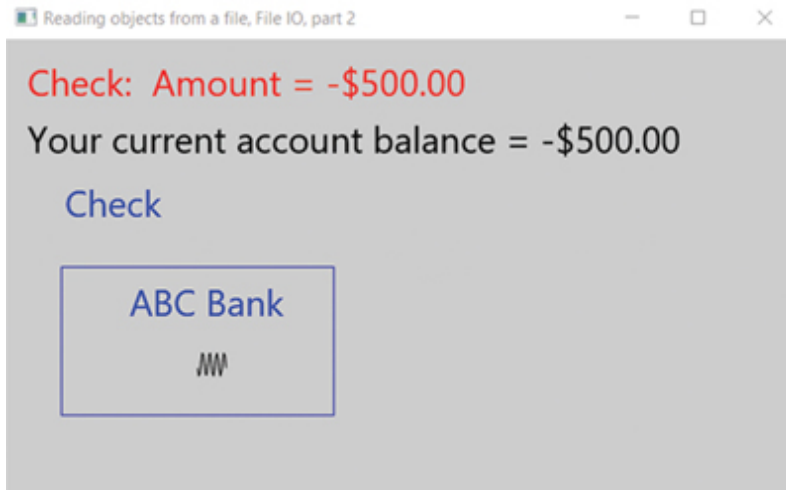 Reading objects from a file, File IO, part 2
Check:  Amount = -$500.00
Your current account balance = -$500.00
Check
ABC Bank